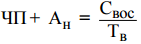 ЧП + Aн = Cвос / Tв